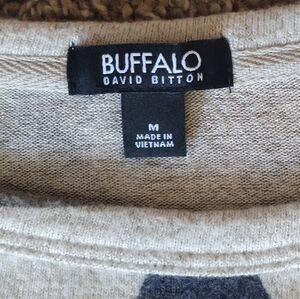 BUFFALO
DAVID BITTON
M
MADE IN
VIETNAM